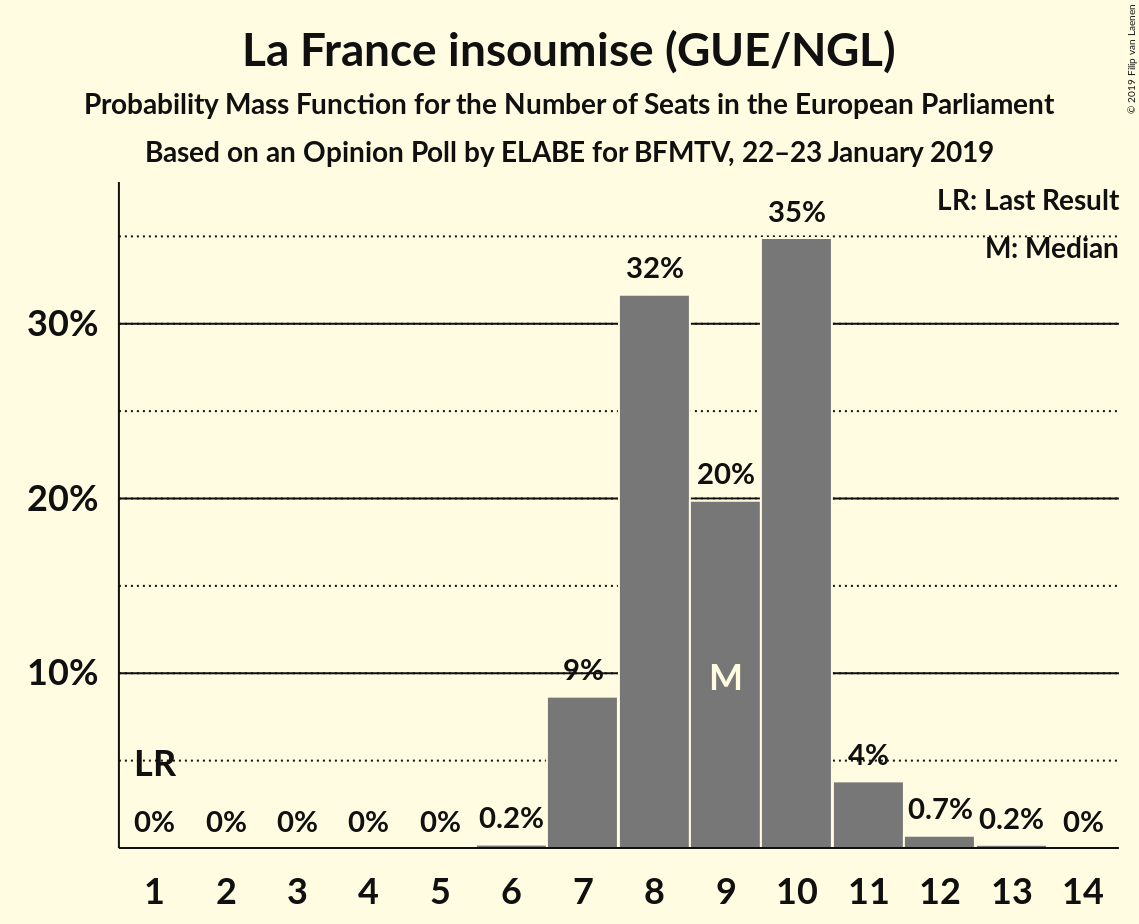 La France insoumise (GUE/NGL)
Probability Mass Function for the Number of Seats in the European Parliament
Based on an Opinion Poll by ELABE for BFMTV, 22–23 January 2019
© 2019 Filip van Laenen
LR: Last Result
M: Median
35%
32%
30%
20%
20%
10%
9%
M
LR
4%
0% 0% 0% 0% 0% 0.2% 0.7% 0.2% 0%
1 2 3 4 5 6 7 8 9 10 11 12 13 14